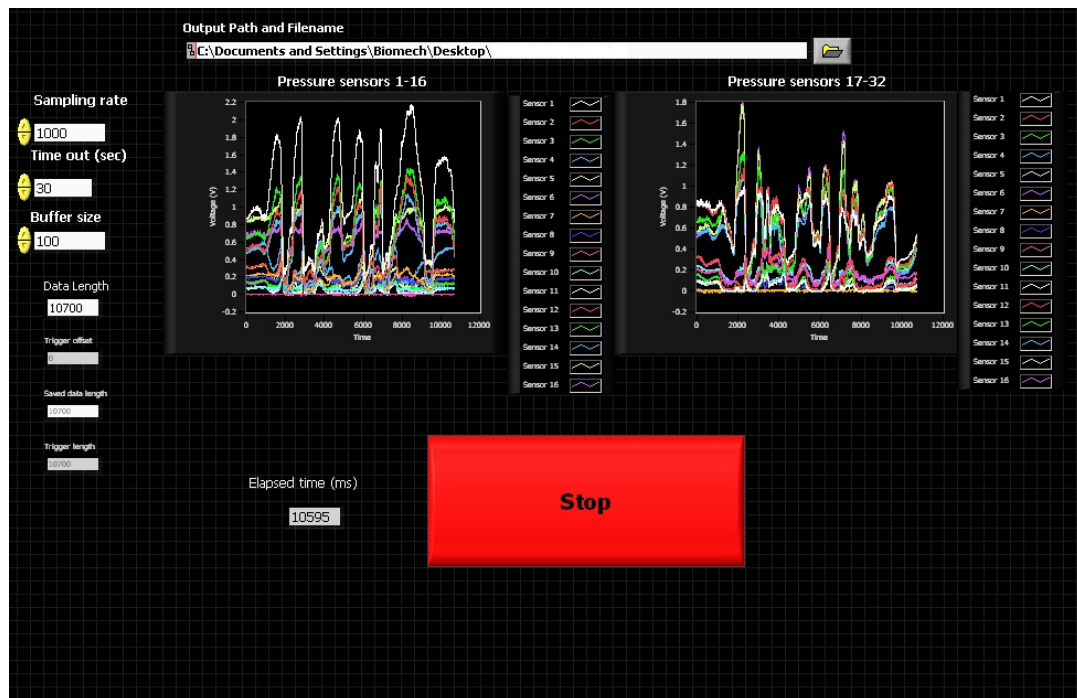 Output Path and Filename
C:\Documents and Settings\Biomech\Desktop\
Sampling rate
1000
Time out (sec)
30
Buffer size
100
Data Length
10700
Trigger offset
0
Saved data length
10700
Trigger length
10700
Pressure sensors 1-16
Voltage (V)
2.2
2
1.8
1.6
1.4
1.2
1
0.8
0.6
0.4
0.2
0
-0.2
0 2000 4000 6000 8000 10000 12000
Time
Sensor 1
Sensor 2
Sensor 3
Sensor 4
Sensor 5
Sensor 6
Sensor 7
Sensor 8
Sensor 9
Sensor 10
Sensor 11
Sensor 12
Sensor 13
Sensor 14
Sensor 15
Sensor 16
Pressure sensors 17-32
Voltage (V)
1.8
1.6
1.4
1.2
1
0.8
0.6
0.4
0.2
0
-0.2
0 2000 4000 6000 8000 10000 12000
Time
Sensor 1
Sensor 2
Sensor 3
Sensor 4
Sensor 5
Sensor 6
Sensor 7
Sensor 8
Sensor 9
Sensor 10
Sensor 11
Sensor 12
Sensor 13
Sensor 14
Sensor 15
Sensor 16
Elapsed time (ms)
10595
Stop